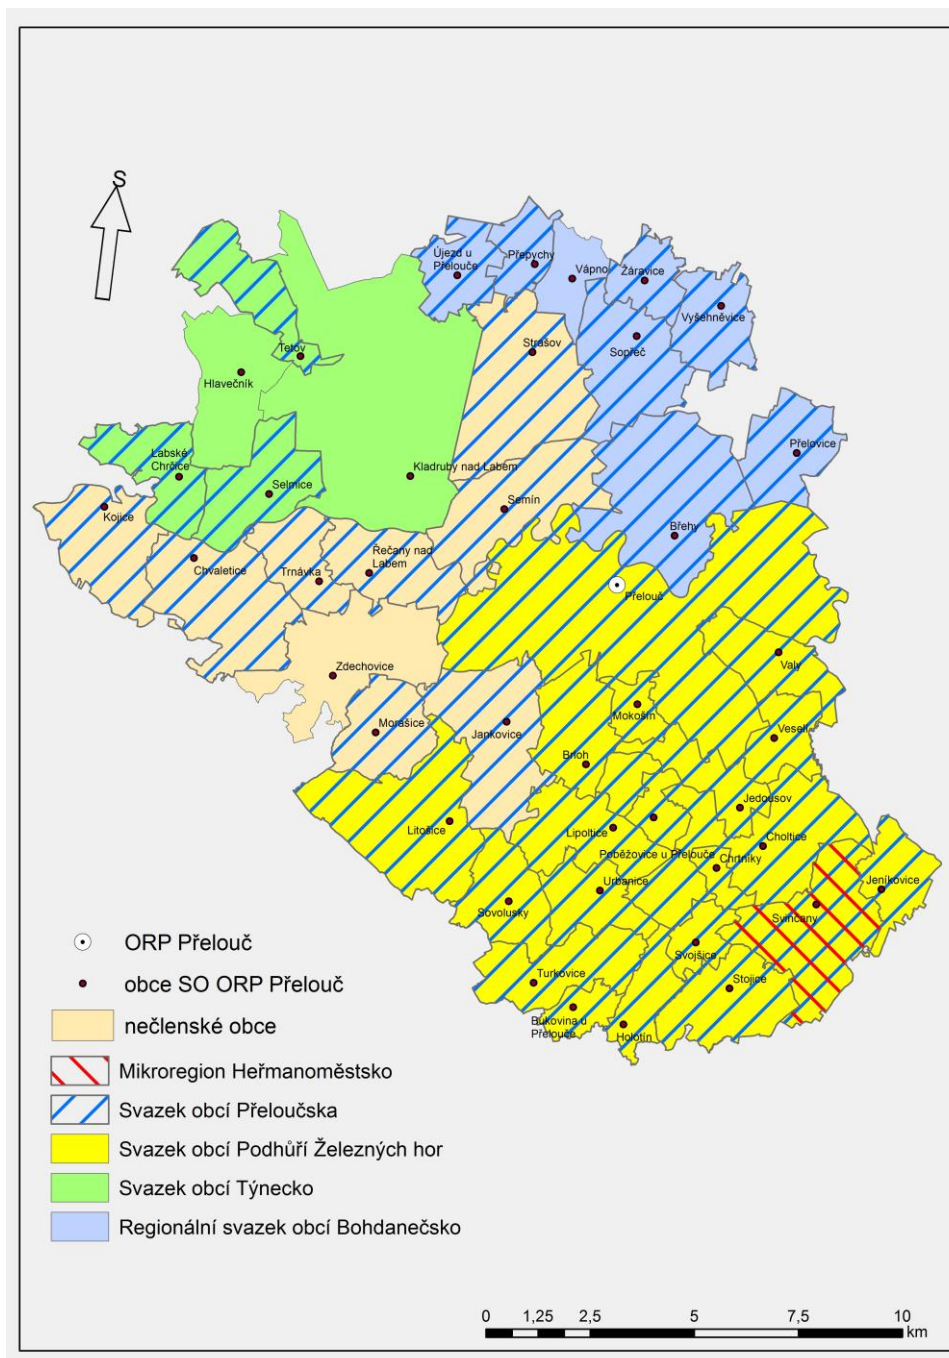 S
Újezd u
Přelouče
Přepychy
Vápno
Žáravice
Vyšehněvice
Strašov
Sopřeč
Tetov
Hlavečník
Přelovice
Labské
Chrčice
Kladruby nad Labem
Selmice
Semín
Kojice
Břehy
Chvaletice
Trnávka
Řečany nad
Labem
Přelouč
Valy
Zdechovice
Mokošín
Morašice
Jankovice
Veselí
Brloh
Jedousov
Litošice
Lipoltice
Choltice
Poběžovice u Přelouče
Chrtníky
Jeníkovice
Urbanice
Sovolusky
Svinčany
Svojšice
Turkovice
Stojice
Bukovina u
Přelouče
Holotín
ORP Přelouč
obce SO ORP Přelouč
nečlenské obce
Mikroregion Heřmanoměstsko
Svazek obcí Přeloučska
Svazek obcí Podhůří Železných hor
Svazek obcí Týnecko
Regionální svazek obcí Bohdanečsko
0 1,25 2,5 5 7,5 10
km